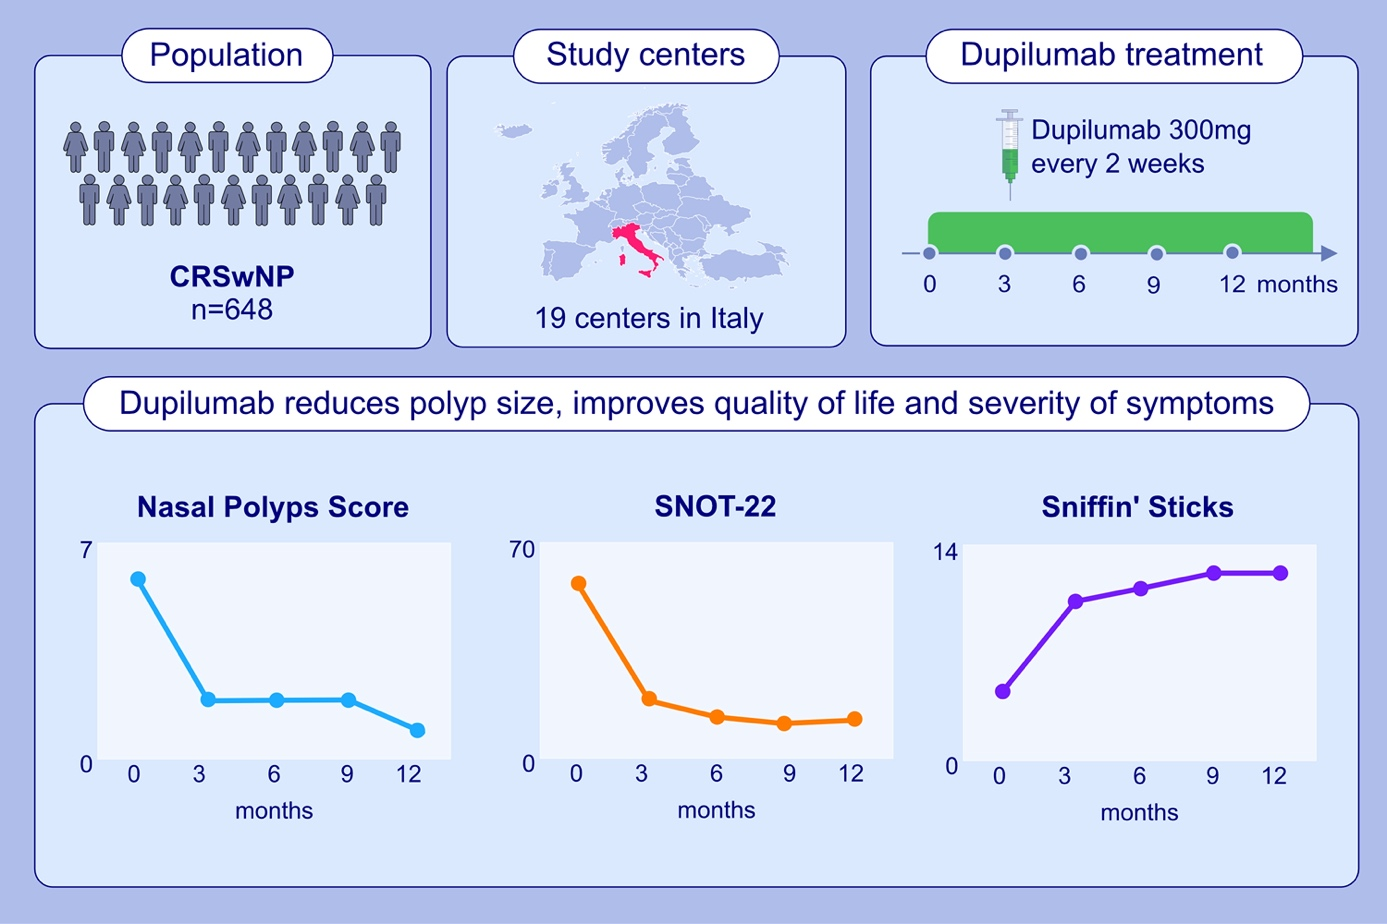 Population
CRSwNP
n=648
Study centers
19 centers in Italy
Dupilumab treatment
Dupilumab 300mg
every 2 weeks
0 3 6 9 12 months
Dupilumab reduces polyp size, improves quality of life and severity of symptoms
Nasal Polyps Score
7
0
0 3 6 9 12
months
SNOT-22
70
0
0 3 6 9 12
months
Sniffin' Sticks
14
0
0 3 6 9 12
months